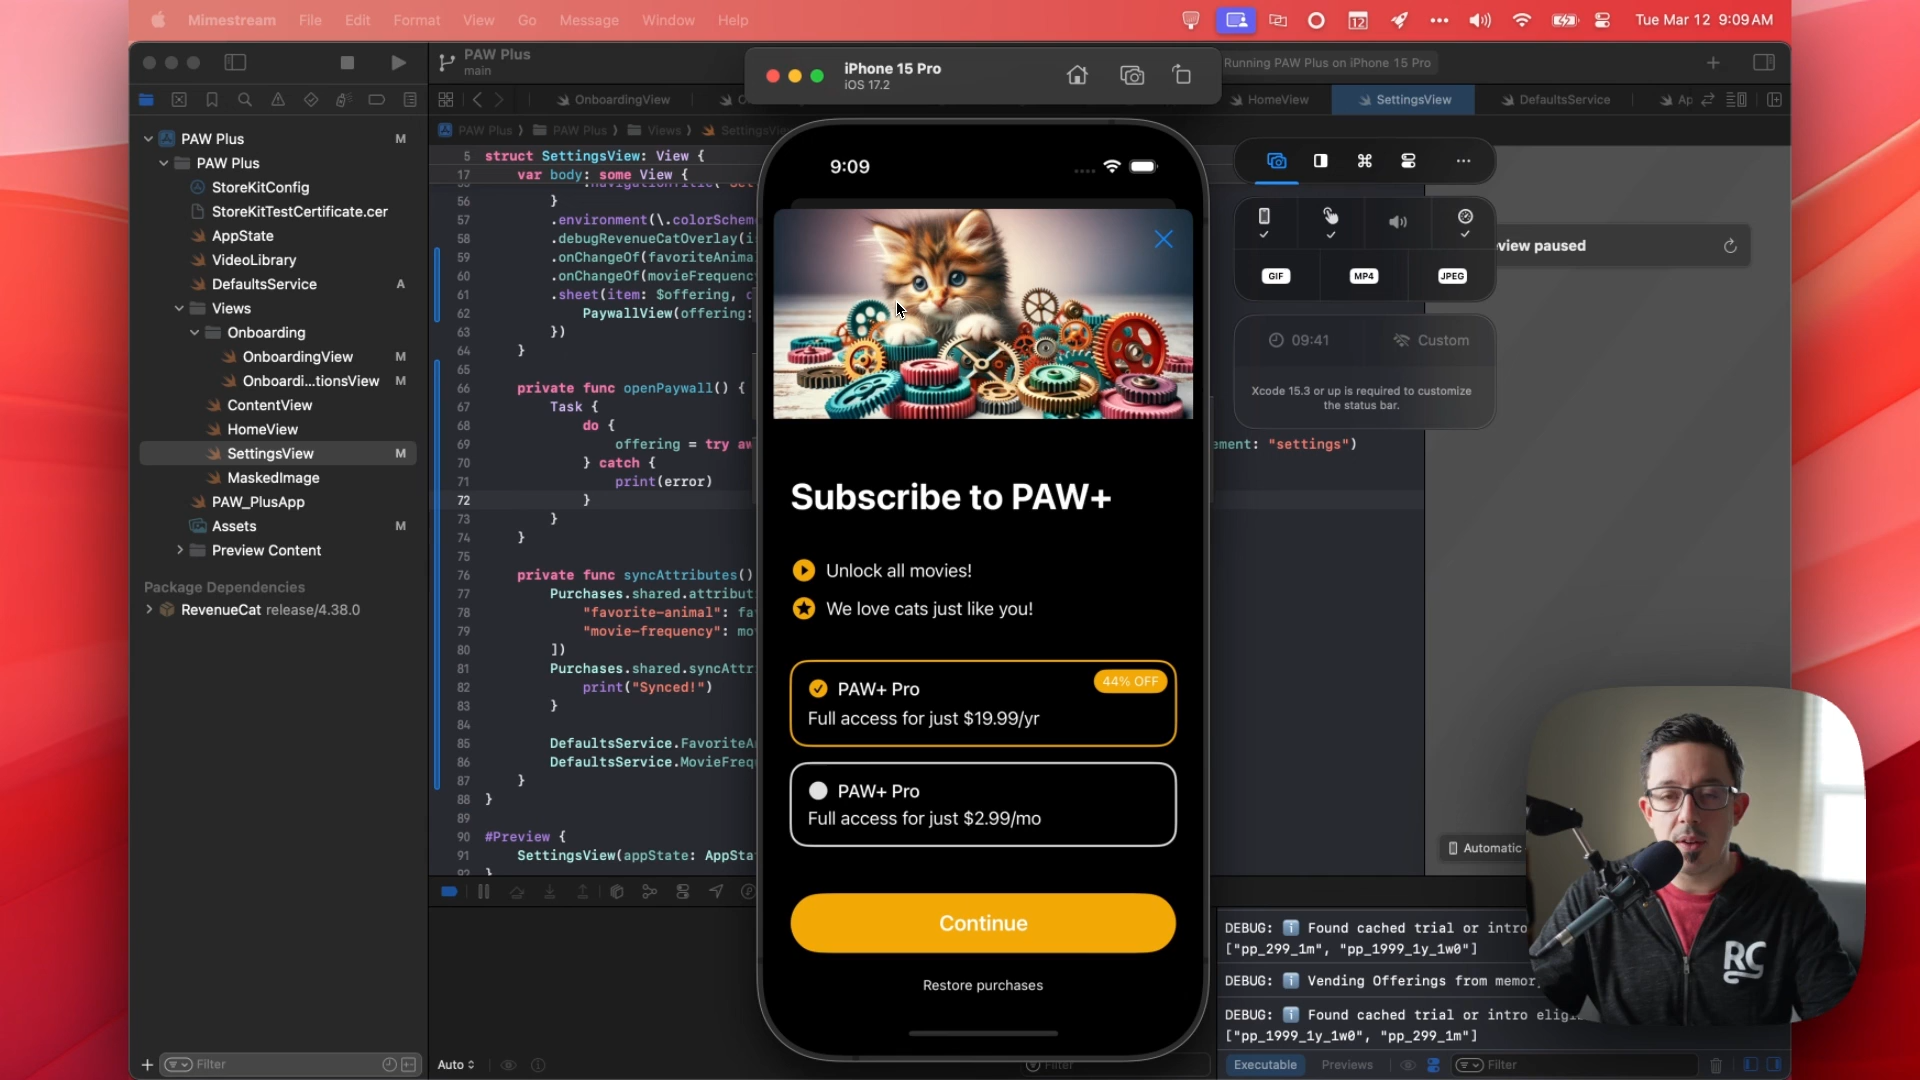 Mimestream File Edit Format View Go Message Window Help
12
Tue Mar 12 9:09 AM
PAW Plus
main
iPhone 15 Pro
iOS 17.2
Running PAW Plus on iPhone 15 Pro
OnboardingView
HomeView
SettingsView
DefaultsService
Ap
PAW Plus
PAW Plus
Views
SettingsVie
PAW Plus M
PAW Plus
StoreKitConfig
StoreKitTestCertificate.cer
AppState
VideoLibrary
DefaultsService A
Views
Onboarding
OnboardingView M
Onboardi...tionsView M
ContentView
HomeView
SettingsView M
MaskedImage
PAW_PlusApp
Assets M
Preview Content
Package Dependencies
RevenueCat release/4.38.0
Filter
5 struct SettingsView: View {
17 var body: some View {
56 }
57 .environment(\.colorSchem
58 .debugRevenueCatOverlay(i
59 .onChangeOf(favoriteAnima
60 .onChangeOf(movieFrequenc
61 .sheet(item: $offering,
62 PaywallView(offering:
63 })
64 }
65
66 private func openPaywall() {
67 Task {
68 do {
69 offering = try aw
ement: "settings")
70 } catch {
71 print(error)
72 }
73 }
74 }
75
76 private func syncAttributes()
77 Purchases.shared.attribut
78 "favorite-animal": fa
79 "movie-frequency": mo
80 ])
81 Purchases.shared.syncAttr
82 print("Synced!")
83 }
84
85 DefaultsService.FavoriteA
86 DefaultsService.MovieFreq
87 }
88 }
89
90 #Preview {
91 SettingsView(appState: AppSta
92 }
Auto
9:09
Subscribe to PAW+
Unlock all movies!
We love cats just like you!
44% OFF
PAW+ Pro
Full access for just $19.99/yr
PAW+ Pro
Full access for just $2.99/mo
Continue
Restore purchases
GIF MP4 JPEG
09:41 Custom
Xcode 15.3 or up is required to customize
the status bar.
view paused
Automatic
DEBUG: Found cached trial or intro
["pp_299_1m", "pp_1999_1y_1w0"]
DEBUG: Vending Offerings from memor
DEBUG: Found cached trial or intro elig
["pp_1999_1y_1w0", "pp_299_1m"]
Filter
Executable Previews Filter
RC